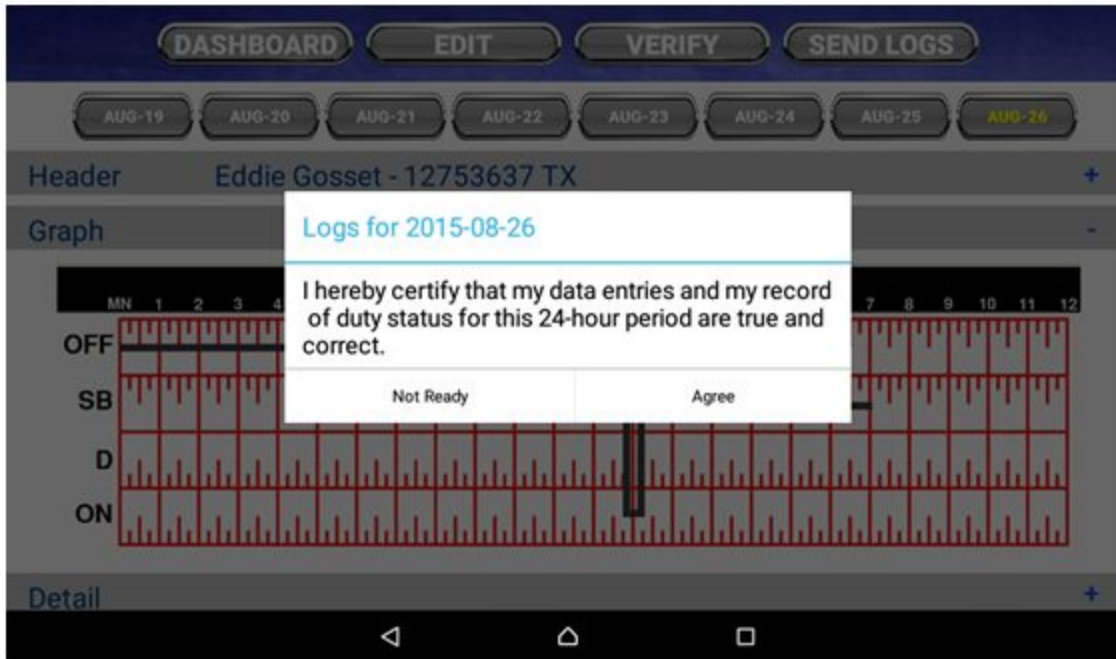 DASHBOARD EDIT VERIFY SEND LOGS
AUG-19 AUG-20 AUG-21 AUG-22 AUG-23 AUG-24 AUG-25 AUG-26
Header Eddie Gosset - 12753637 TX +
Graph -
Logs for 2015-08-26
I hereby certify that my data entries and my record
of duty status for this 24-hour period are true and
correct.
Not Ready Agree
MN 1 2 3 4 7 8 9 10 11 12
OFF
SB
D
ON
Detail +